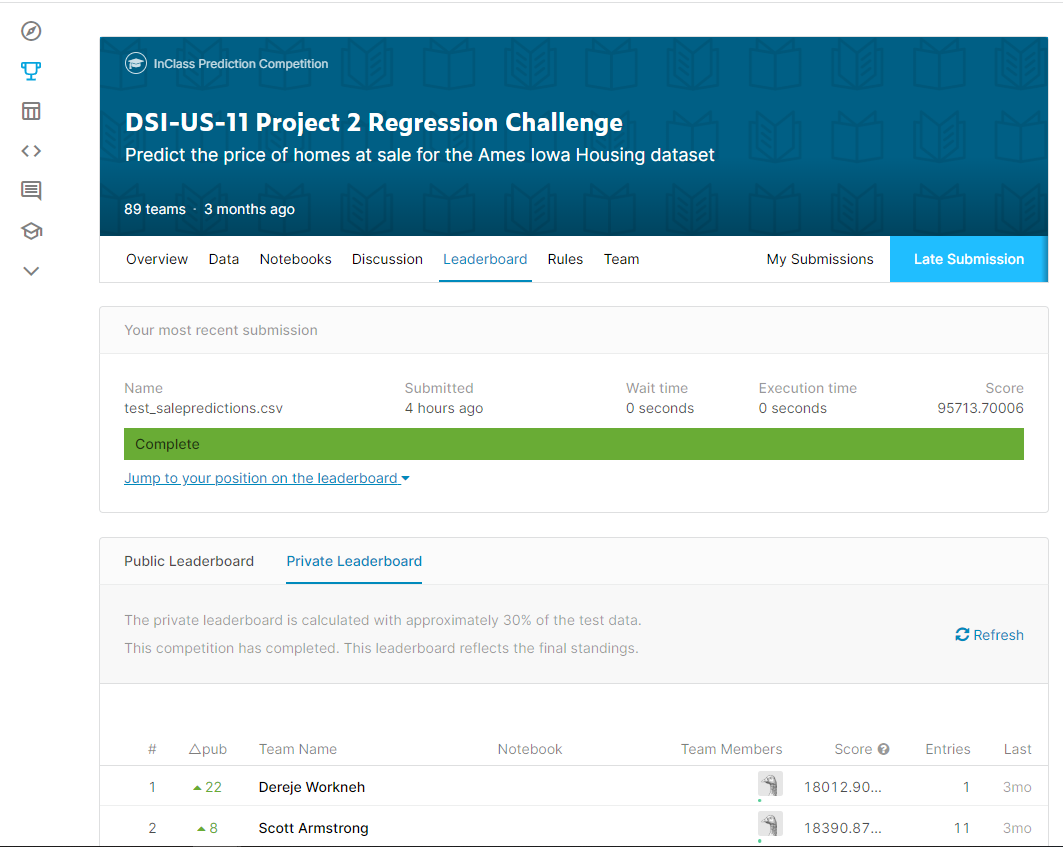 InClass Prediction Competition
DSI-US-11 Project 2 Regression Challenge
Predict the price of homes at sale for the Ames Iowa Housing dataset
89 teams · 3 months ago
Overview Data Notebooks Discussion Leaderboard Rules Team My Submissions Late Submission
Your most recent submission
Name Submitted Wait time Execution time Score
test_salepredictions.csv 4 hours ago 0 seconds 0 seconds 95713.70006
Complete
Jump to your position on the leaderboard
Public Leaderboard Private Leaderboard
The private leaderboard is calculated with approximately 30% of the test data.
This competition has completed. This leaderboard reflects the final standings.
Refresh
# △pub Team Name Notebook Team Members Score Entries Last
1 22 Dereje Workneh 18012.90... 1 3mo
2 8 Scott Armstrong 18390.87... 11 3mo